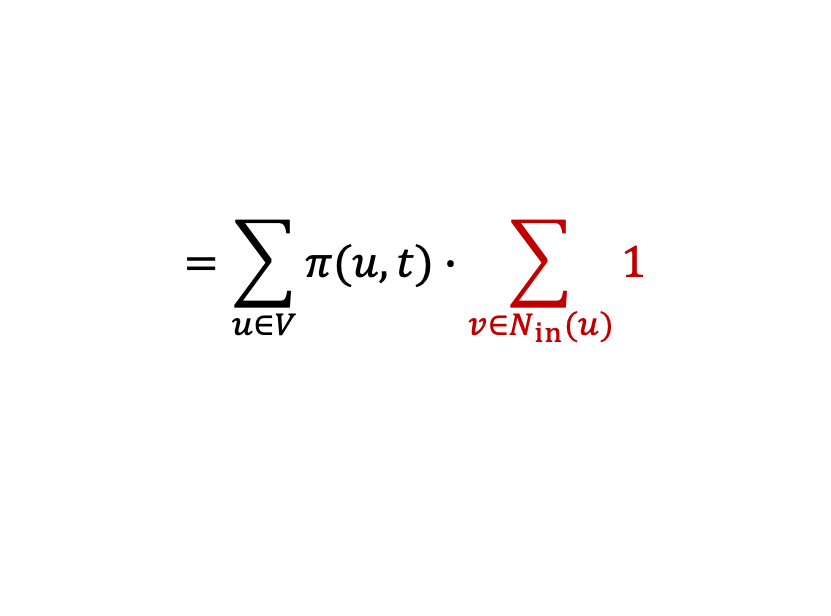 = ∑_{u∈V} π(u, t) · ∑_{v∈N_in(u)} 1